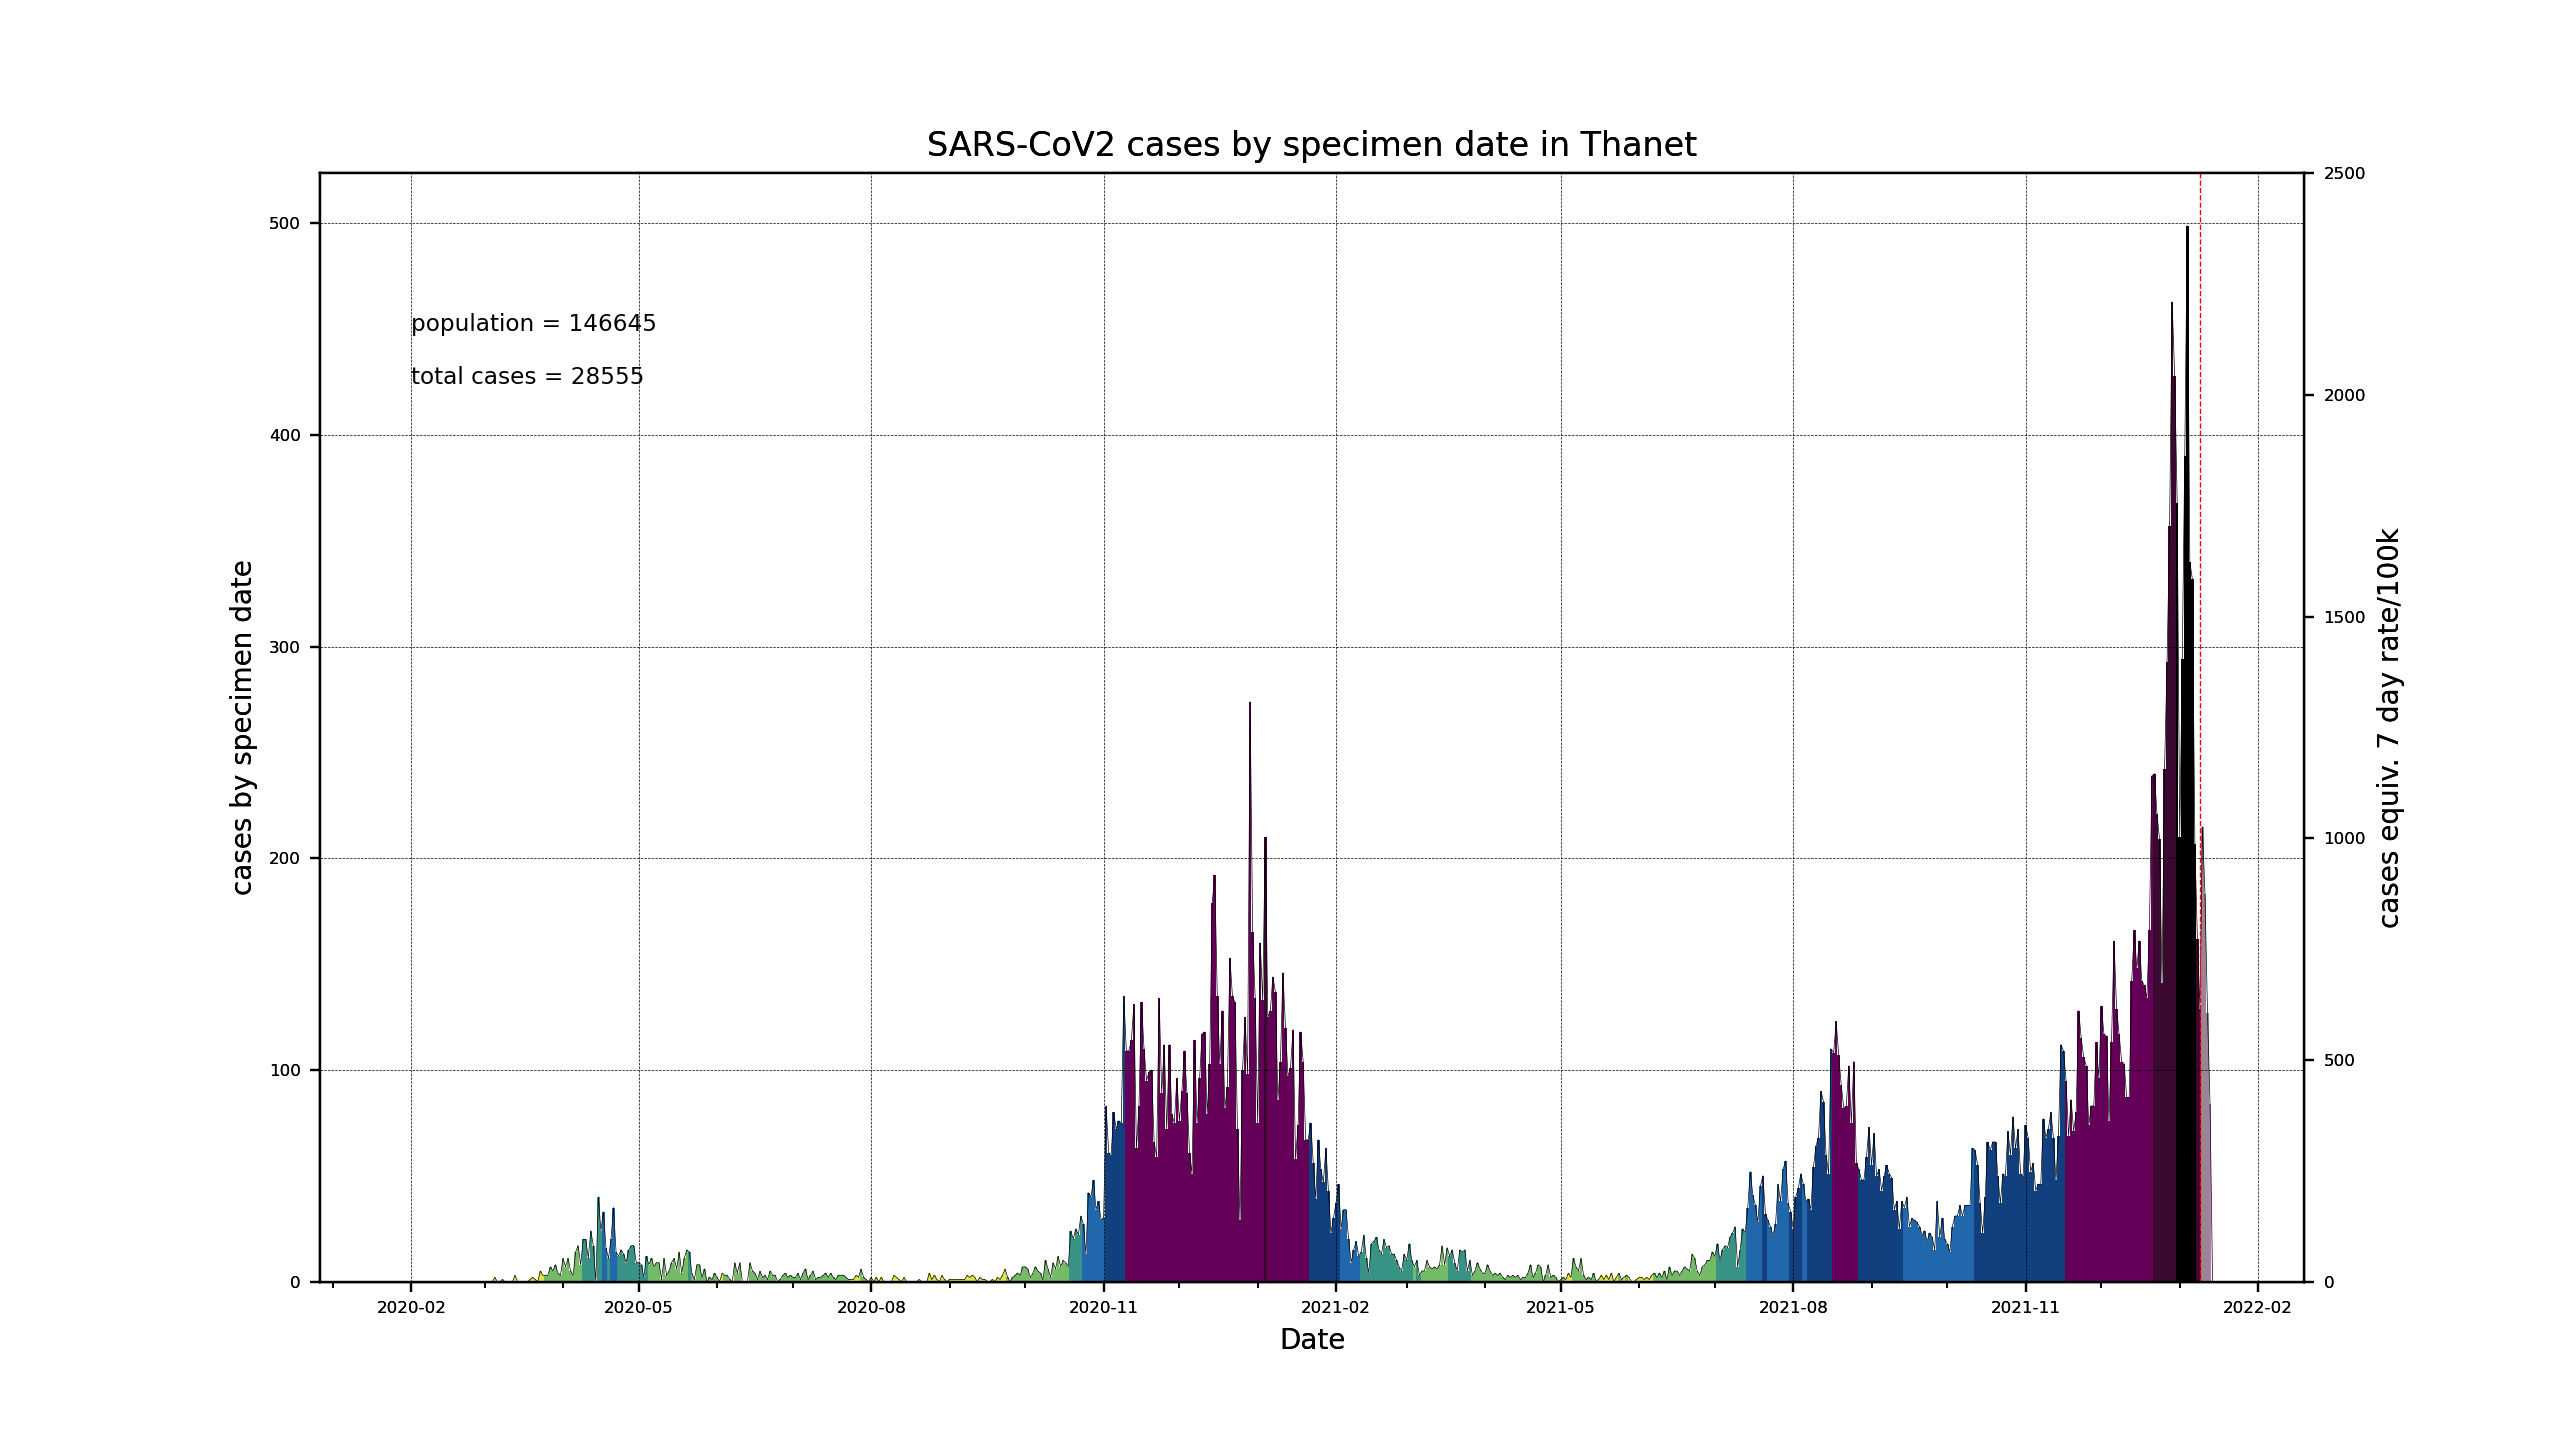 SARS-CoV2 cases by specimen date in Thanet
population = 146645
total cases = 28555
cases by specimen date
500
400
300
200
100
0
2500
2000
1500
1000
500
0
cases equiv. 7 day rate/100k
2020-02 2020-05 2020-08 2020-11 2021-02 2021-05 2021-08 2021-11 2022-02
Date